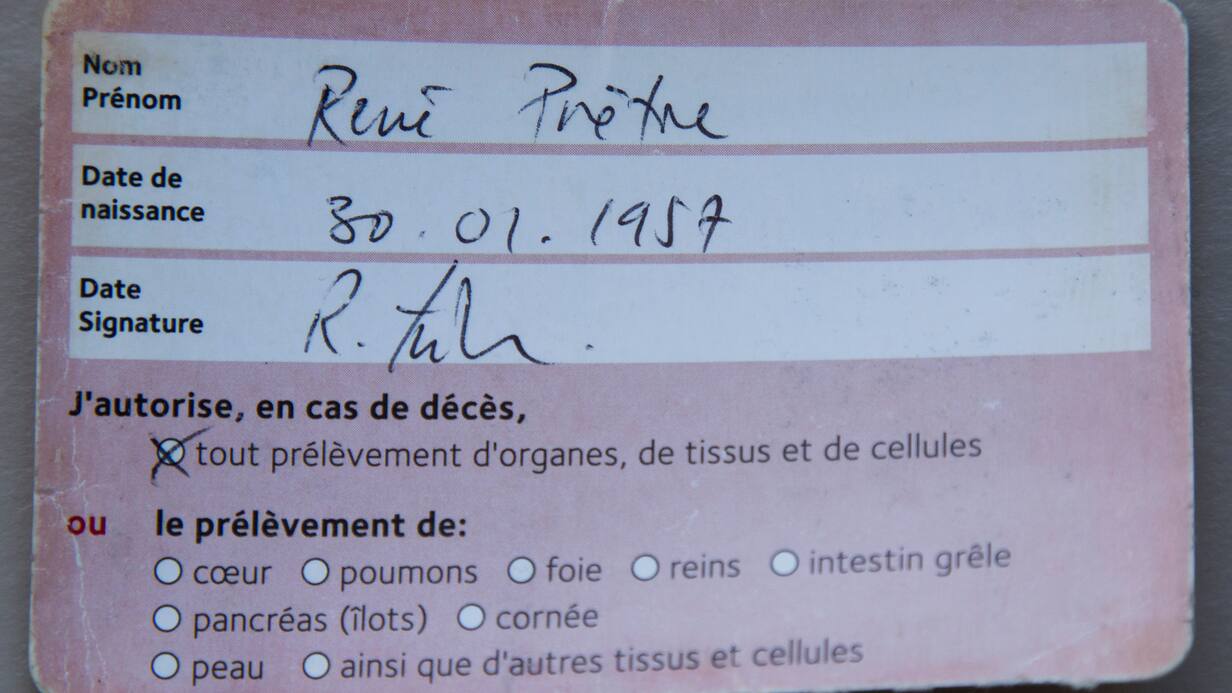 Nom
Prénom
René Prêtre
Date de
naissance
30.01.1957
Date
Signature
R.
J'autorise, en cas de décès,
tout prélèvement d'organes, de tissus et de cellules
ou le prélèvement de:
cœur poumons foie reins intestin grêle
pancréas (îlots) cornée
peau ainsi que d'autres tissus et cellules